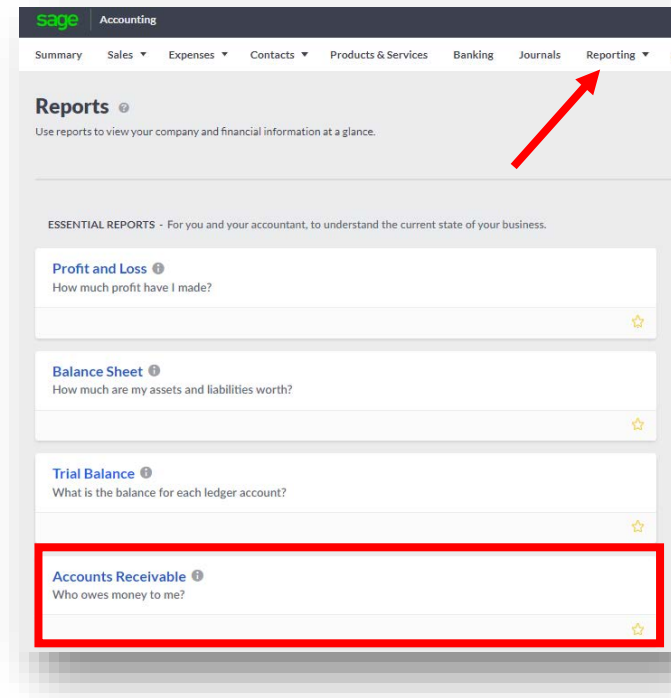 sage Accounting
Summary Sales Expenses Contacts Products & Services Banking Journals Reporting
Reports
Use reports to view your company and financial information at a glance.
ESSENTIAL REPORTS - For you and your accountant, to understand the current state of your business.
Profit and Loss
How much profit have I made?
Balance Sheet
How much are my assets and liabilities worth?
Trial Balance
What is the balance for each ledger account?
Accounts Receivable
Who owes money to me?